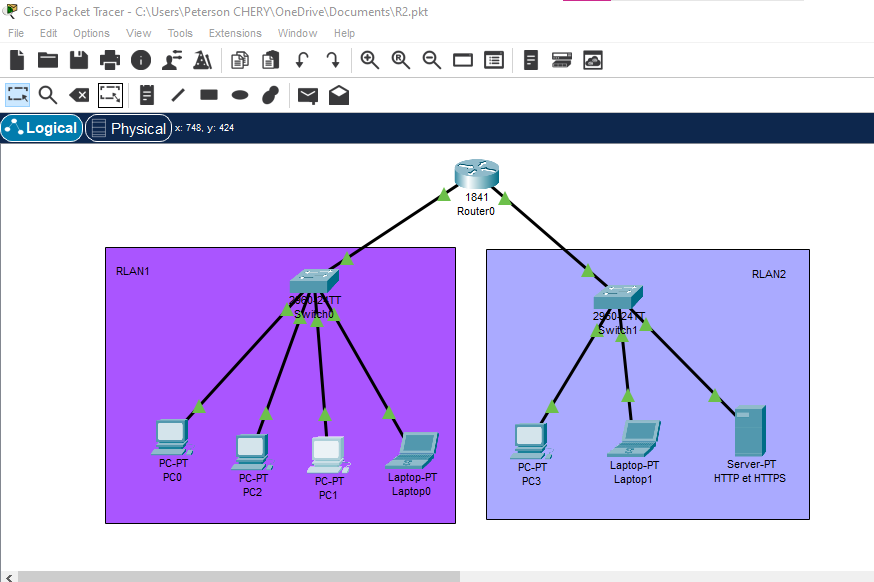 Cisco Packet Tracer - C:\Users\Peterson CHERY\OneDrive\Documents\R2.pkt
File Edit Options View Tools Extensions Window Help
Logical Physical x: 748, y: 424
1841
Router0
RLAN1
RLAN2
2960-24TT
Switch0
2960-24TT
Switch1
PC-PT
PC0
PC-PT
PC2
PC-PT
PC1
Laptop-PT
Laptop0
PC-PT
PC3
Laptop-PT
Laptop1
Server-PT
HTTP et HTTPS